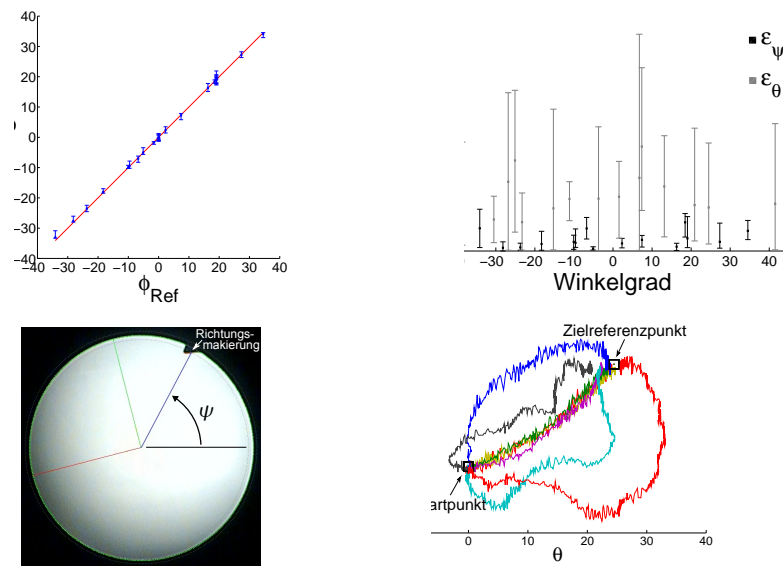 40
30
20
10
0
−10
−20
−30
−40
−40 −30 −20 −10 0 10 20 30 40
ϕRef
εψ
εθ
−30 −20 −10 0 10 20 30 40
Winkelgrad
Richtungs-
makierung
ψ
Zielreferenzpunkt
artpunkt
0 10 20 30 40
θ